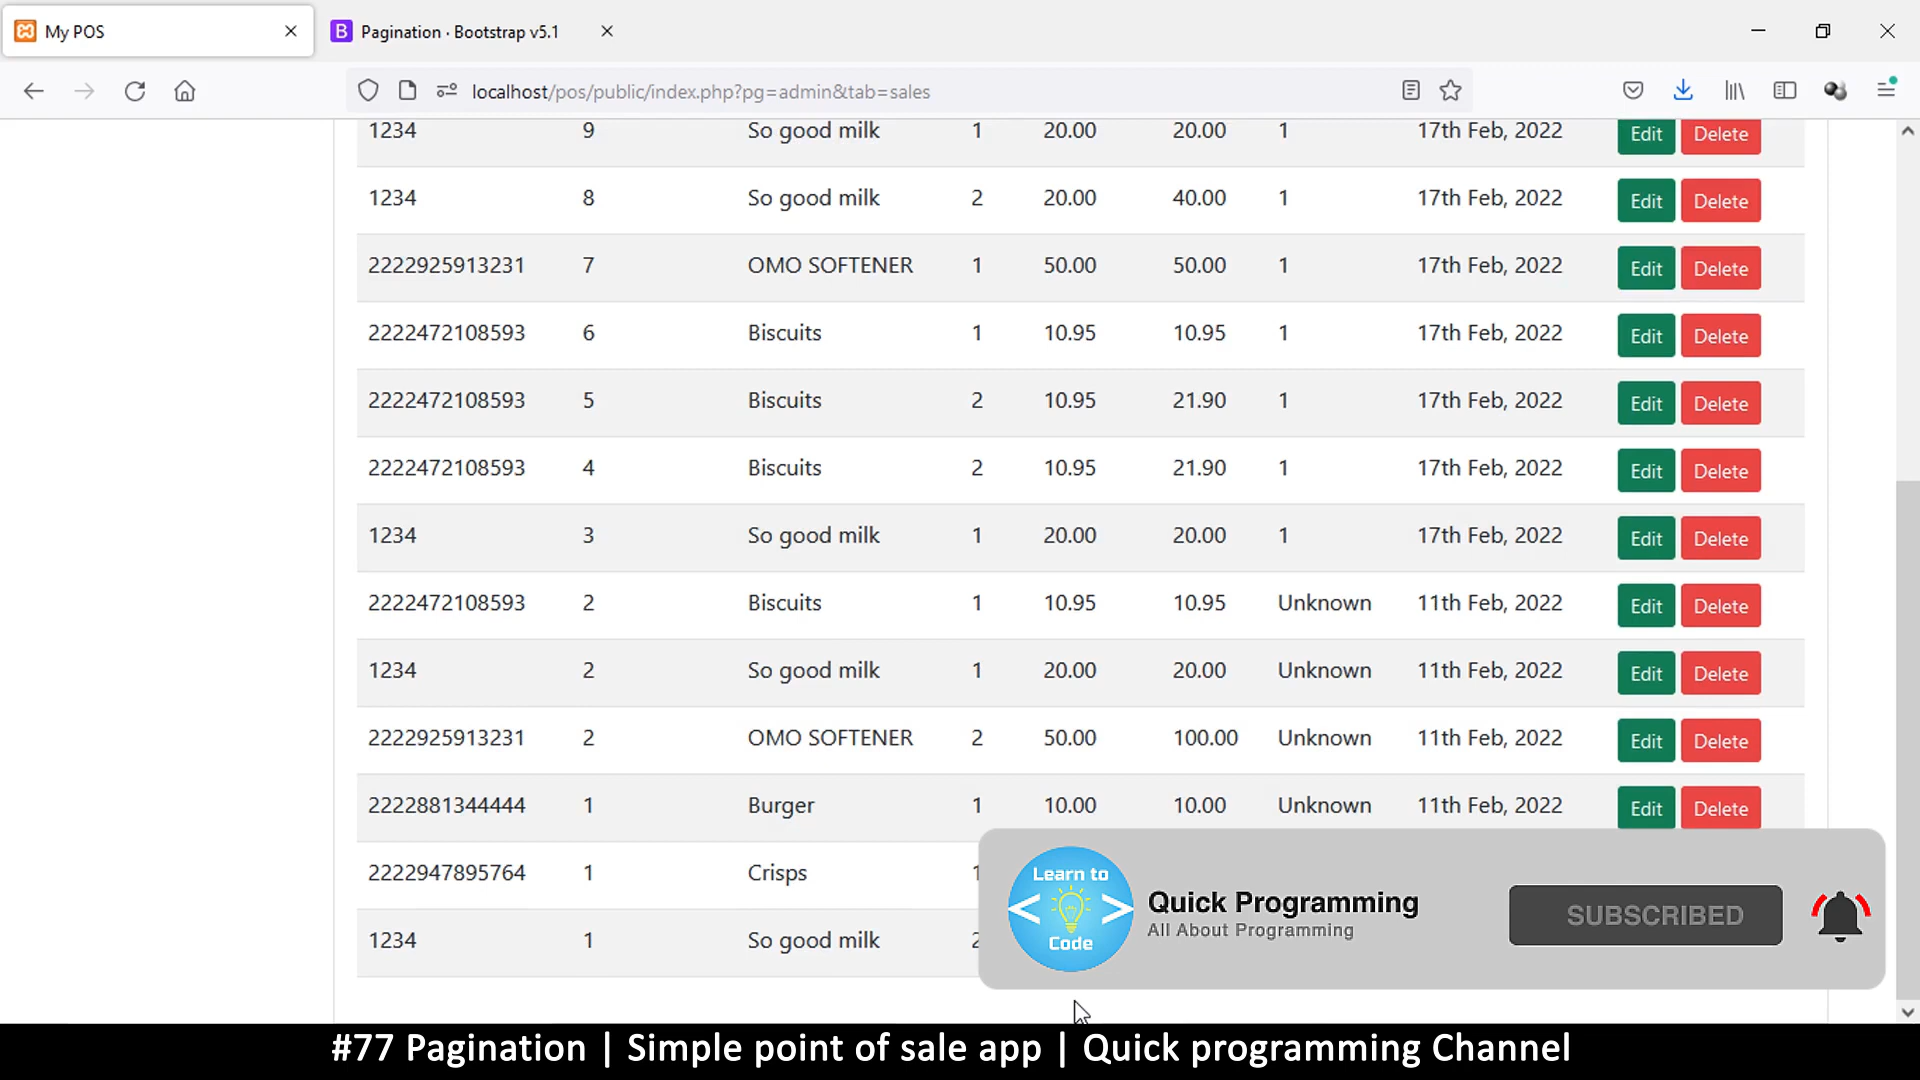 My POS
B Pagination · Bootstrap v5.1
localhost/pos/public/index.php?pg=admin&tab=sales
1234 9 So good milk 1 20.00 20.00 1 17th Feb, 2022 Edit Delete
1234 8 So good milk 2 20.00 40.00 1 17th Feb, 2022 Edit Delete
2222925913231 7 OMO SOFTENER 1 50.00 50.00 1 17th Feb, 2022 Edit Delete
2222472108593 6 Biscuits 1 10.95 10.95 1 17th Feb, 2022 Edit Delete
2222472108593 5 Biscuits 2 10.95 21.90 1 17th Feb, 2022 Edit Delete
2222472108593 4 Biscuits 2 10.95 21.90 1 17th Feb, 2022 Edit Delete
1234 3 So good milk 1 20.00 20.00 1 17th Feb, 2022 Edit Delete
2222472108593 2 Biscuits 1 10.95 10.95 Unknown 11th Feb, 2022 Edit Delete
1234 2 So good milk 1 20.00 20.00 Unknown 11th Feb, 2022 Edit Delete
2222925913231 2 OMO SOFTENER 2 50.00 100.00 Unknown 11th Feb, 2022 Edit Delete
2222881344444 1 Burger 1 10.00 10.00 Unknown 11th Feb, 2022 Edit Delete
2222947895764 1 Crisps 1
1234 1 So good milk 2
Learn to
< >
Code
Quick Programming
All About Programming
SUBSCRIBED
#77 Pagination | Simple point of sale app | Quick programming Channel